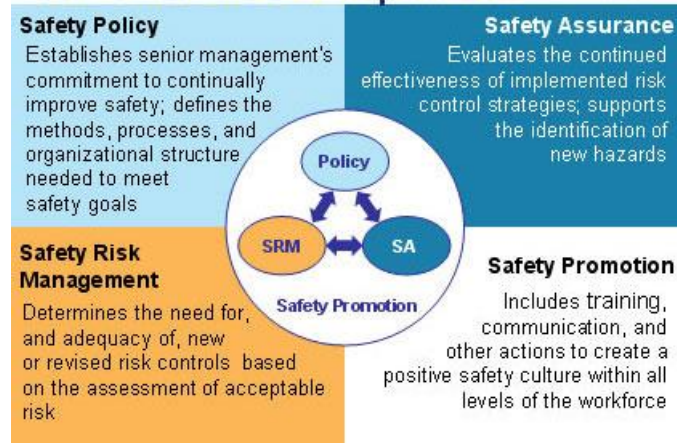 Safety Policy
Establishes senior management's
commitment to continually
improve safety; defines the
methods, processes, and
organizational structure
needed to meet
safety goals
Safety Assurance
Evaluates the continued
effectiveness of implemented risk
control strategies; supports
the identification of
new hazards
Policy
SRM
SA
Safety Promotion
Safety Risk
Management
Determines the need for,
and adequacy of, new
or revised risk controls based
on the assessment of acceptable
risk
Safety Promotion
Includes training,
communication, and
other actions to create a
positive safety culture within all
levels of the workforce